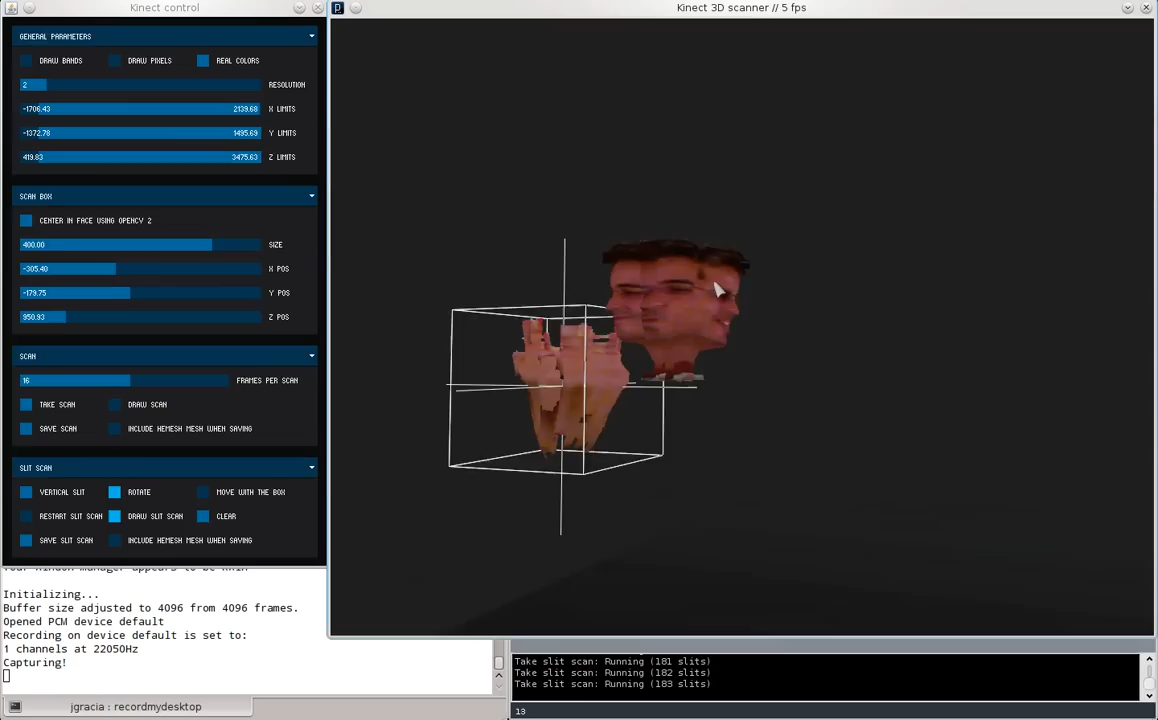 Kinect control
GENERAL PARAMETERS
DRAW BANDS DRAW PIXELS REAL COLORS
2 RESOLUTION
-1706.43 2139.68 X LIMITS
-1372.78 1495.69 Y LIMITS
419.83 3475.63 Z LIMITS
SCAN BOX
CENTER IN FACE USING OPENCV 2
400.00 SIZE
-305.40 X POS
-179.75 Y POS
950.93 Z POS
SCAN
16 FRAMES PER SCAN
TAKE SCAN DRAW SCAN
SAVE SCAN INCLUDE HEMESH MESH WHEN SAVING
SLIT SCAN
VERTICAL SLIT ROTATE MOVE WITH THE BOX
RESTART SLIT SCAN DRAW SLIT SCAN CLEAR
SAVE SLIT SCAN INCLUDE HEMESH MESH WHEN SAVING
Initializing...
Buffer size adjusted to 4096 from 4096 frames.
Opened PCM device default
Recording on device default is set to:
1 channels at 22050Hz
Capturing!
jgracia : recordmydesktop
Kinect 3D scanner // 5 fps
Take slit scan: Running (181 slits)
Take slit scan: Running (182 slits)
Take slit scan: Running (183 slits)
13